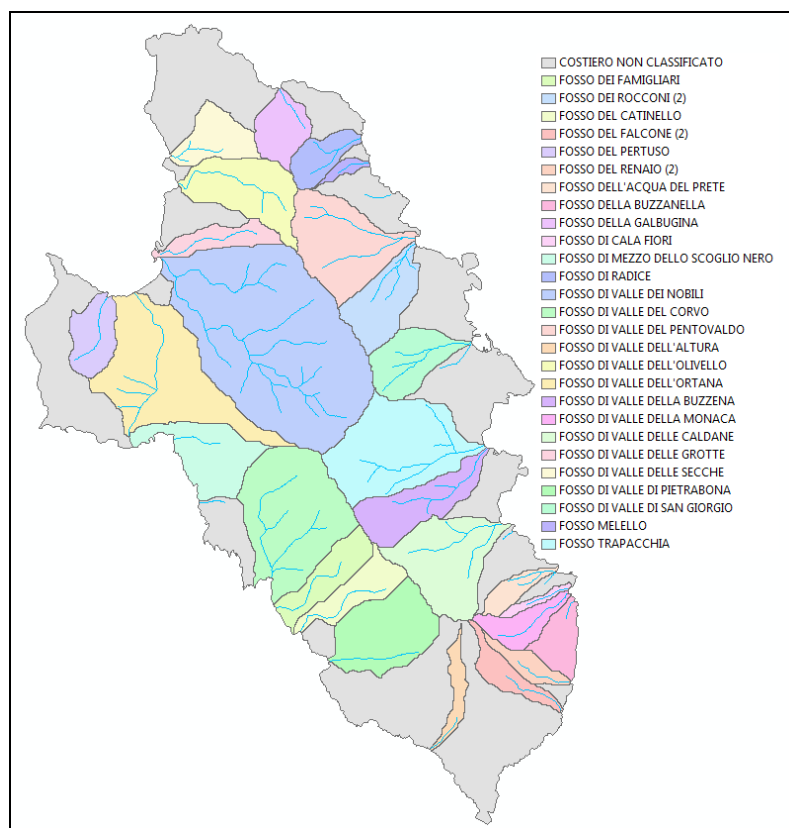 COSTIERO NON CLASSIFICATO
FOSSO DEI FAMIGLIARI
FOSSO DEI ROCCONI (2)
FOSSO DEL CATINELLO
FOSSO DEL FALCONE (2)
FOSSO DEL PERTUSO
FOSSO DEL RENAIO (2)
FOSSO DELL'ACQUA DEL PRETE
FOSSO DELLA BUZZANELLA
FOSSO DELLA GALBUGINA
FOSSO DI CALA FIORI
FOSSO DI MEZZO DELLO SCOGLIO NERO
FOSSO DI RADICE
FOSSO DI VALLE DEI NOBILI
FOSSO DI VALLE DEL CORVO
FOSSO DI VALLE DEL PENTOVALDO
FOSSO DI VALLE DELL'ALTURA
FOSSO DI VALLE DELL'OLIVELLO
FOSSO DI VALLE DELL'ORTANA
FOSSO DI VALLE DELLA BUZZENA
FOSSO DI VALLE DELLA MONACA
FOSSO DI VALLE DELLE CALDANE
FOSSO DI VALLE DELLE GROTTE
FOSSO DI VALLE DELLE SECCHE
FOSSO DI VALLE DI PIETRABONA
FOSSO DI VALLE DI SAN GIORGIO
FOSSO MELELLO
FOSSO TRAPACCHIA